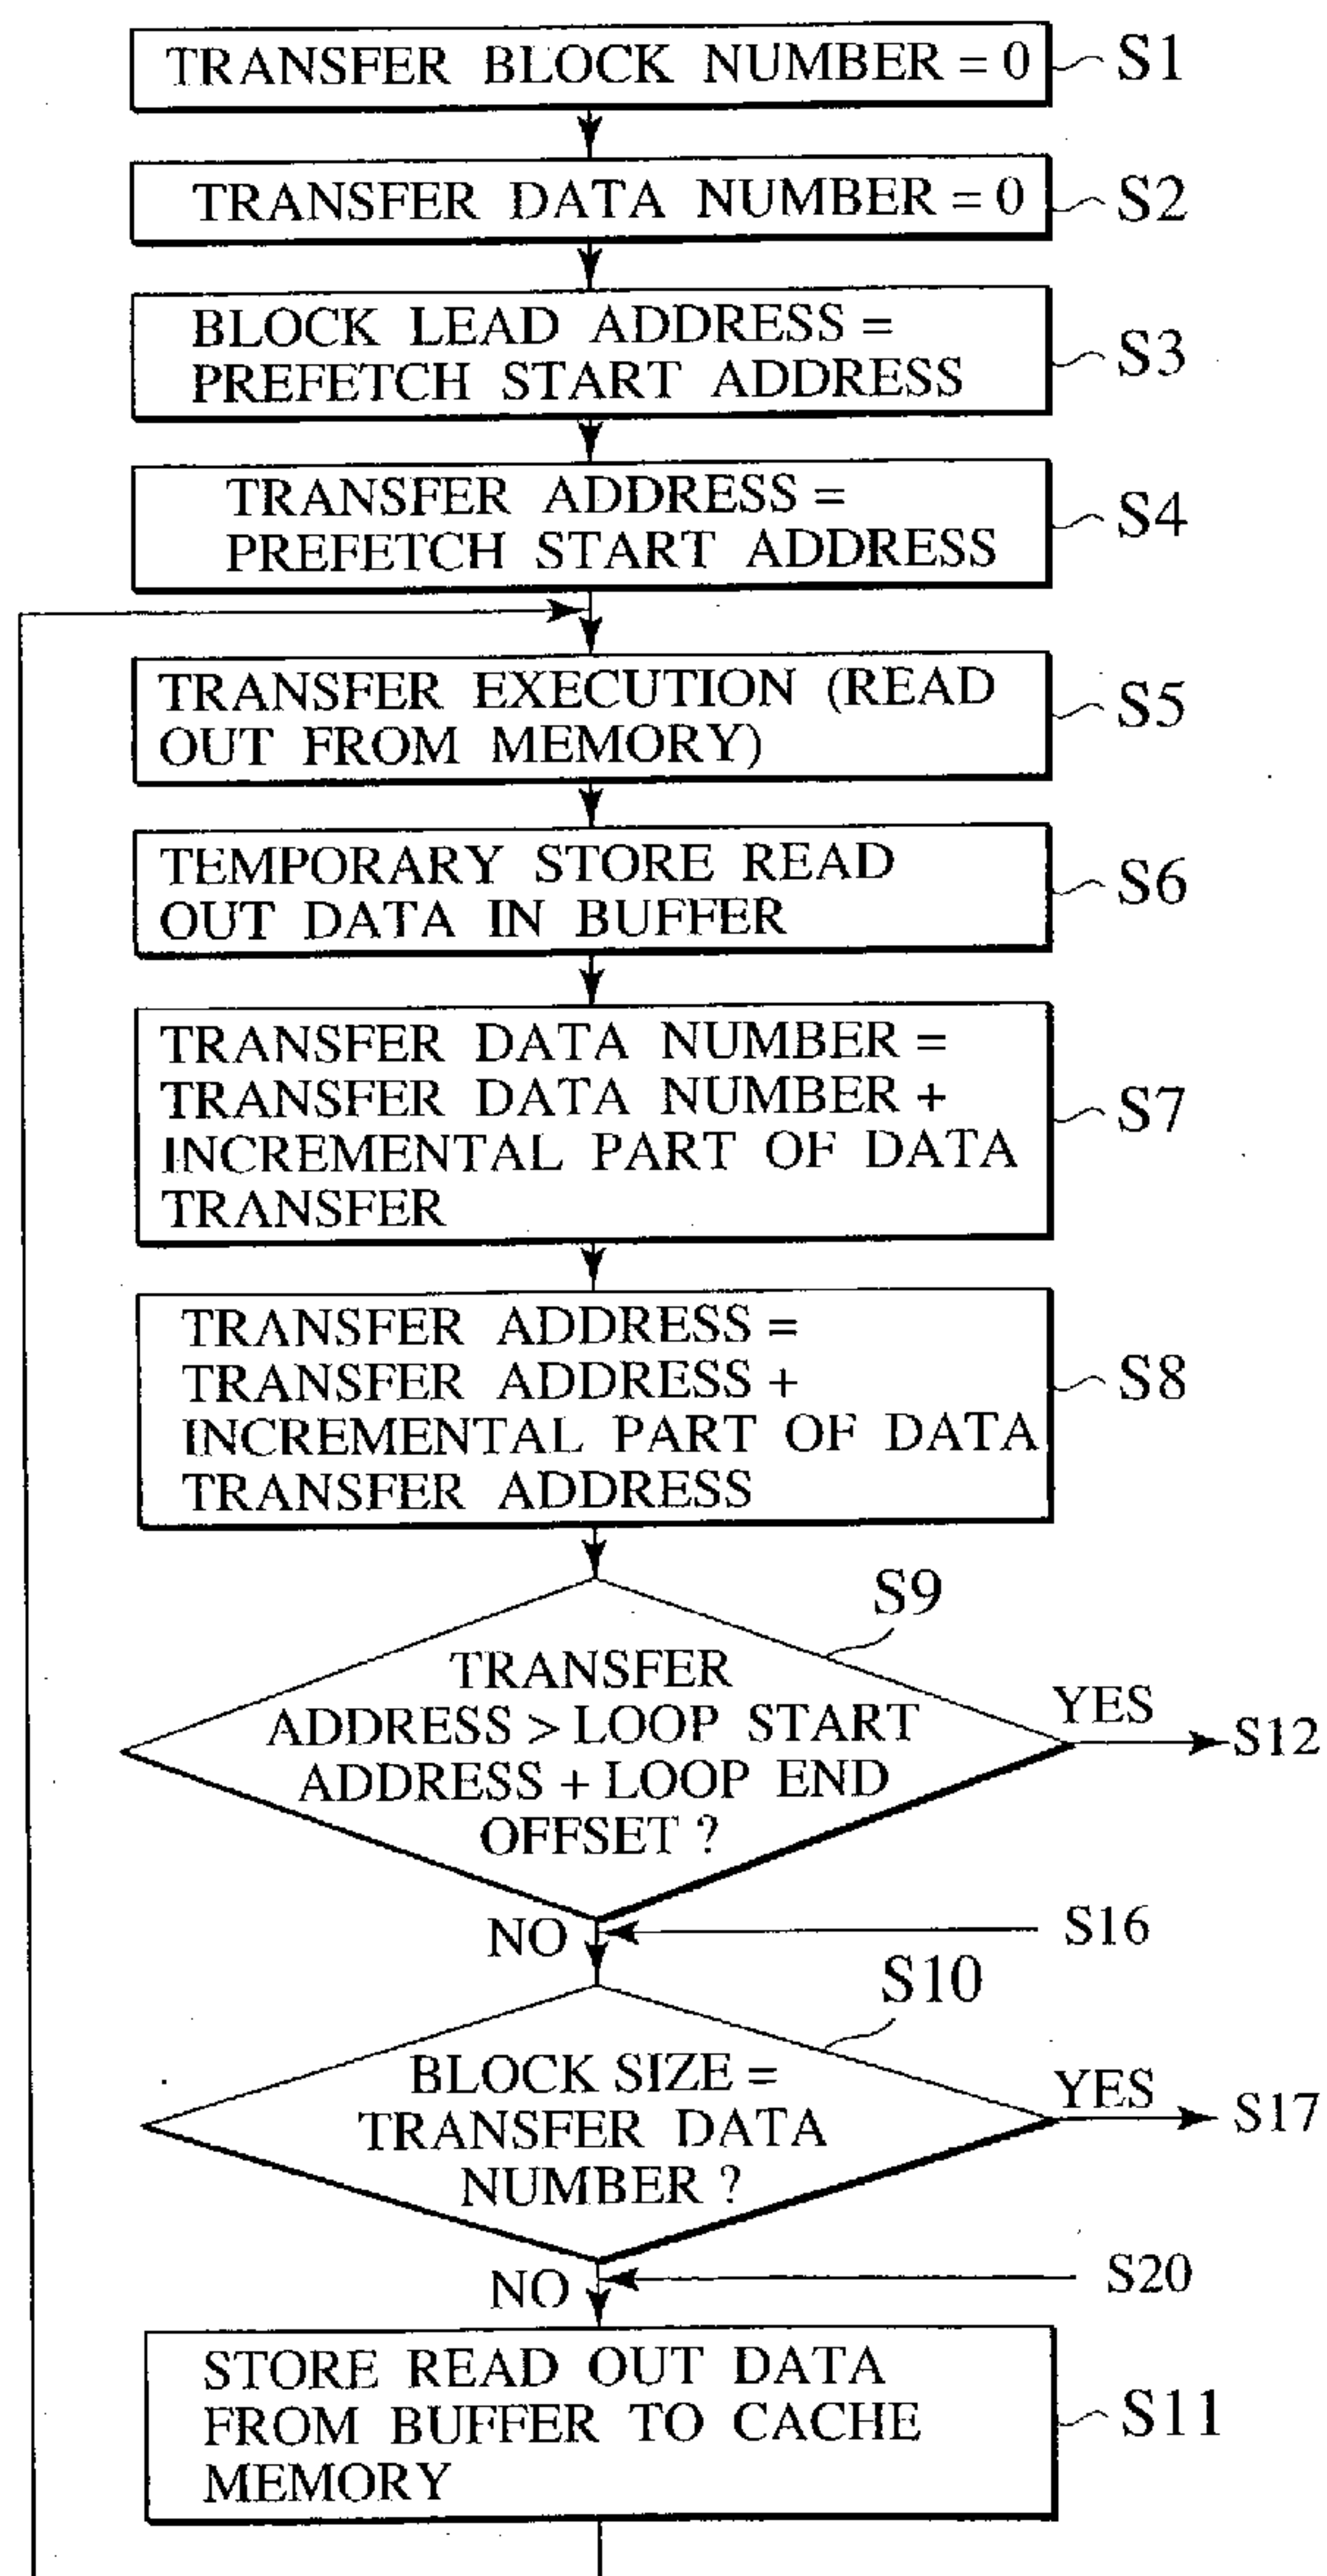 TRANSFER BLOCK NUMBER = 0
S1
TRANSFER DATA NUMBER = 0
S2
BLOCK LEAD ADDRESS =
PREFETCH START ADDRESS
S3
TRANSFER ADDRESS =
PREFETCH START ADDRESS
S4
TRANSFER EXECUTION (READ
OUT FROM MEMORY)
S5
TEMPORARY STORE READ
OUT DATA IN BUFFER
S6
TRANSFER DATA NUMBER =
TRANSFER DATA NUMBER +
INCREMENTAL PART OF DATA
TRANSFER
S7
TRANSFER ADDRESS =
TRANSFER ADDRESS +
INCREMENTAL PART OF DATA
TRANSFER ADDRESS
S8
S9
TRANSFER
ADDRESS > LOOP START
ADDRESS + LOOP END
OFFSET ?
YES
S12
NO
S16
S10
BLOCK SIZE =
TRANSFER DATA
NUMBER ?
YES
S17
NO
S20
STORE READ OUT DATA
FROM BUFFER TO CACHE
MEMORY
S11